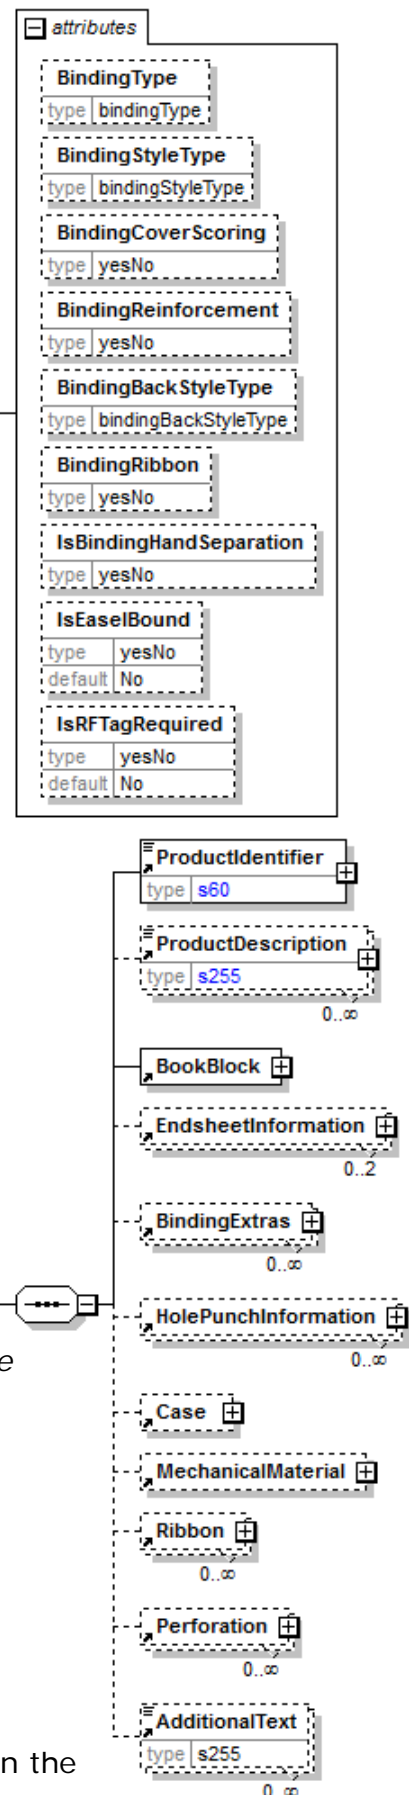 attributes
BindingType
type bindingType
BindingStyleType
type bindingStyleType
BindingCoverScoring
type yesNo
BindingReinforcement
type yesNo
BindingBackStyleType
type bindingBackStyleType
BindingRibbon
type yesNo
IsBindingHandSeparation
type yesNo
IsEaselBound
type yesNo
default No
IsRFTagRequired
type yesNo
default No
ProductIdentifier
type s60
ProductDescription
type s255
0..∞
BookBlock
EndsheetInformation
0..2
BindingExtras
0..∞
HolePunchInformation
0..∞
e
Case
MechanicalMaterial
Ribbon
0..∞
Perforation
0..∞
AdditionalText
n the
type s255
0..∞